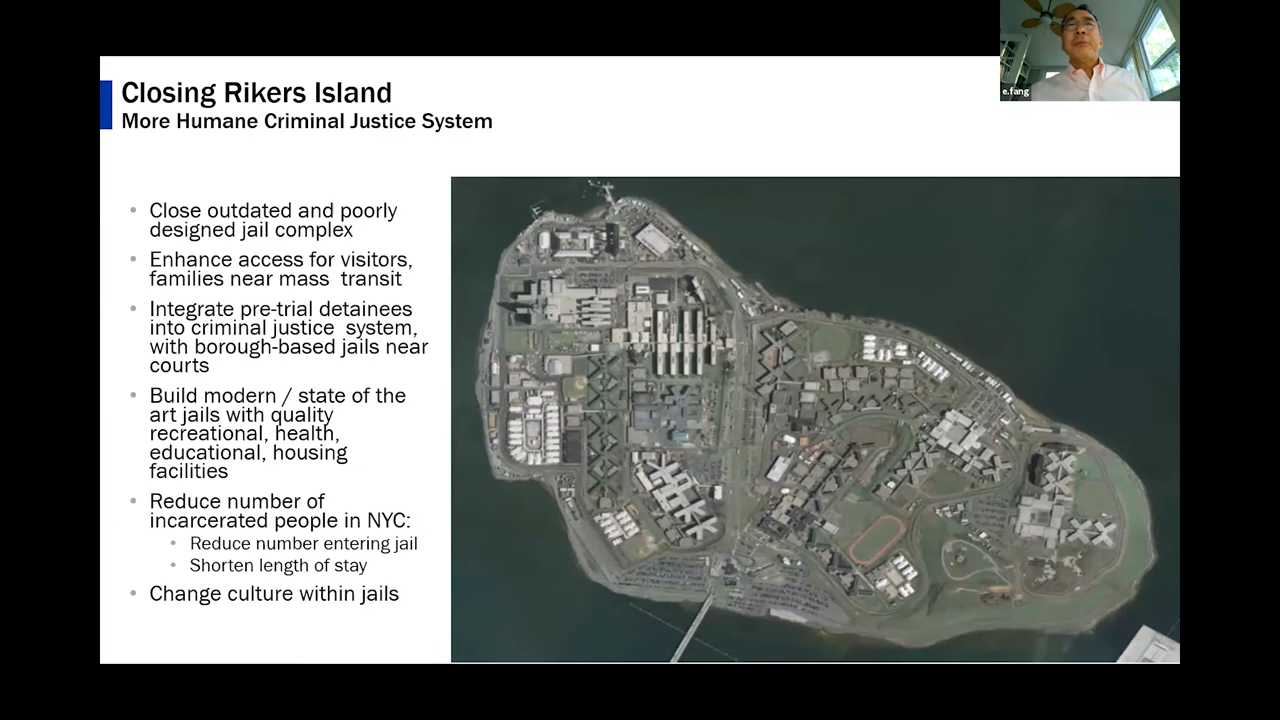 e.fang
Closing Rikers Island
More Humane Criminal Justice System
• Close outdated and poorly
designed jail complex
• Enhance access for visitors,
families near mass transit
• Integrate pre-trial detainees
into criminal justice system,
with borough-based jails near
courts
• Build modern / state of the
art jails with quality
recreational, health,
educational, housing
facilities
• Reduce number of
incarcerated people in NYC:
• Reduce number entering jail
• Shorten length of stay
• Change culture within jails